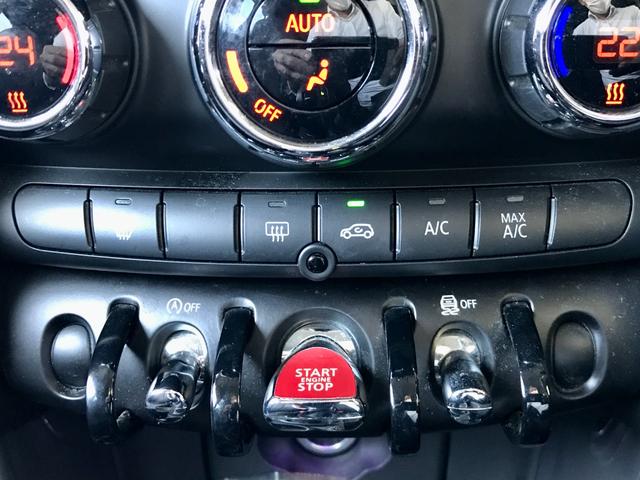 24
AUTO
22
OFF
A/C
MAX
A/C
A OFF
OFF
START
ENGINE
STOP